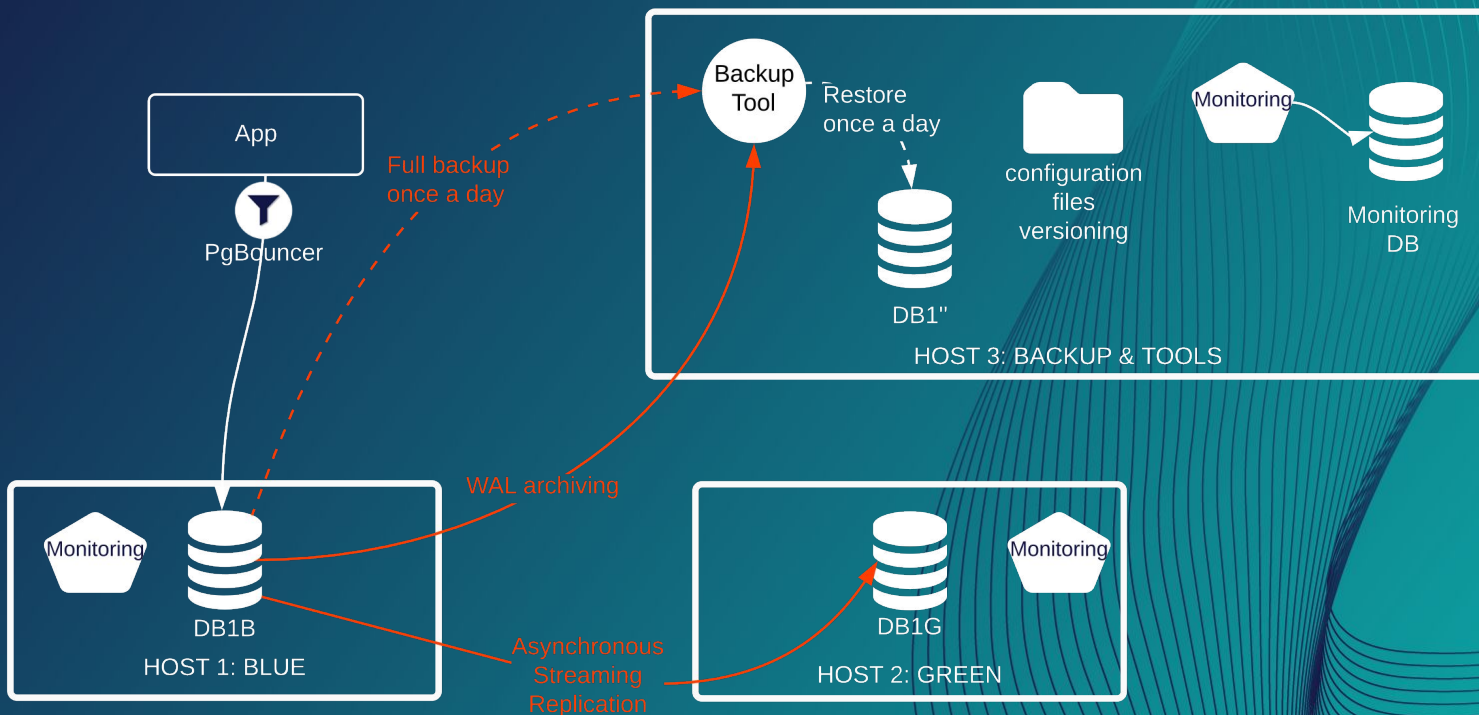 App
PgBouncer
Full backup
once a day
Backup
Tool
Restore
once a day
DB1"
configuration
files
versioning
Monitoring
Monitoring
DB
HOST 3: BACKUP & TOOLS
WAL archiving
Monitoring
DB1B
HOST 1: BLUE
Asynchronous
Streaming
Replication
DB1G
Monitoring
HOST 2: GREEN